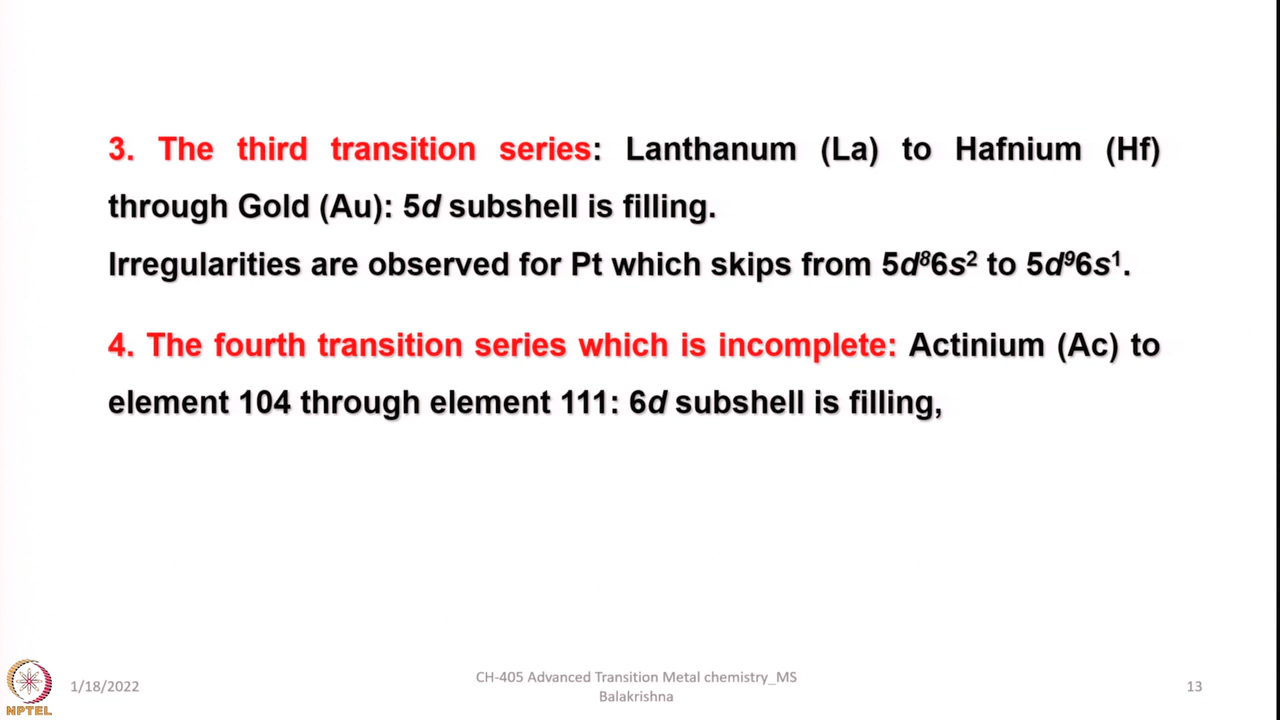 3. The third transition series: Lanthanum (La) to Hafnium (Hf)
through Gold (Au): 5d subshell is filling.
Irregularities are observed for Pt which skips from 5d⁸6s² to 5d⁹6s¹.
4. The fourth transition series which is incomplete: Actinium (Ac) to
element 104 through element 111: 6d subshell is filling,
NPTEL
1/18/2022
CH-405 Advanced Transition Metal chemistry_MS
Balakrishna
13